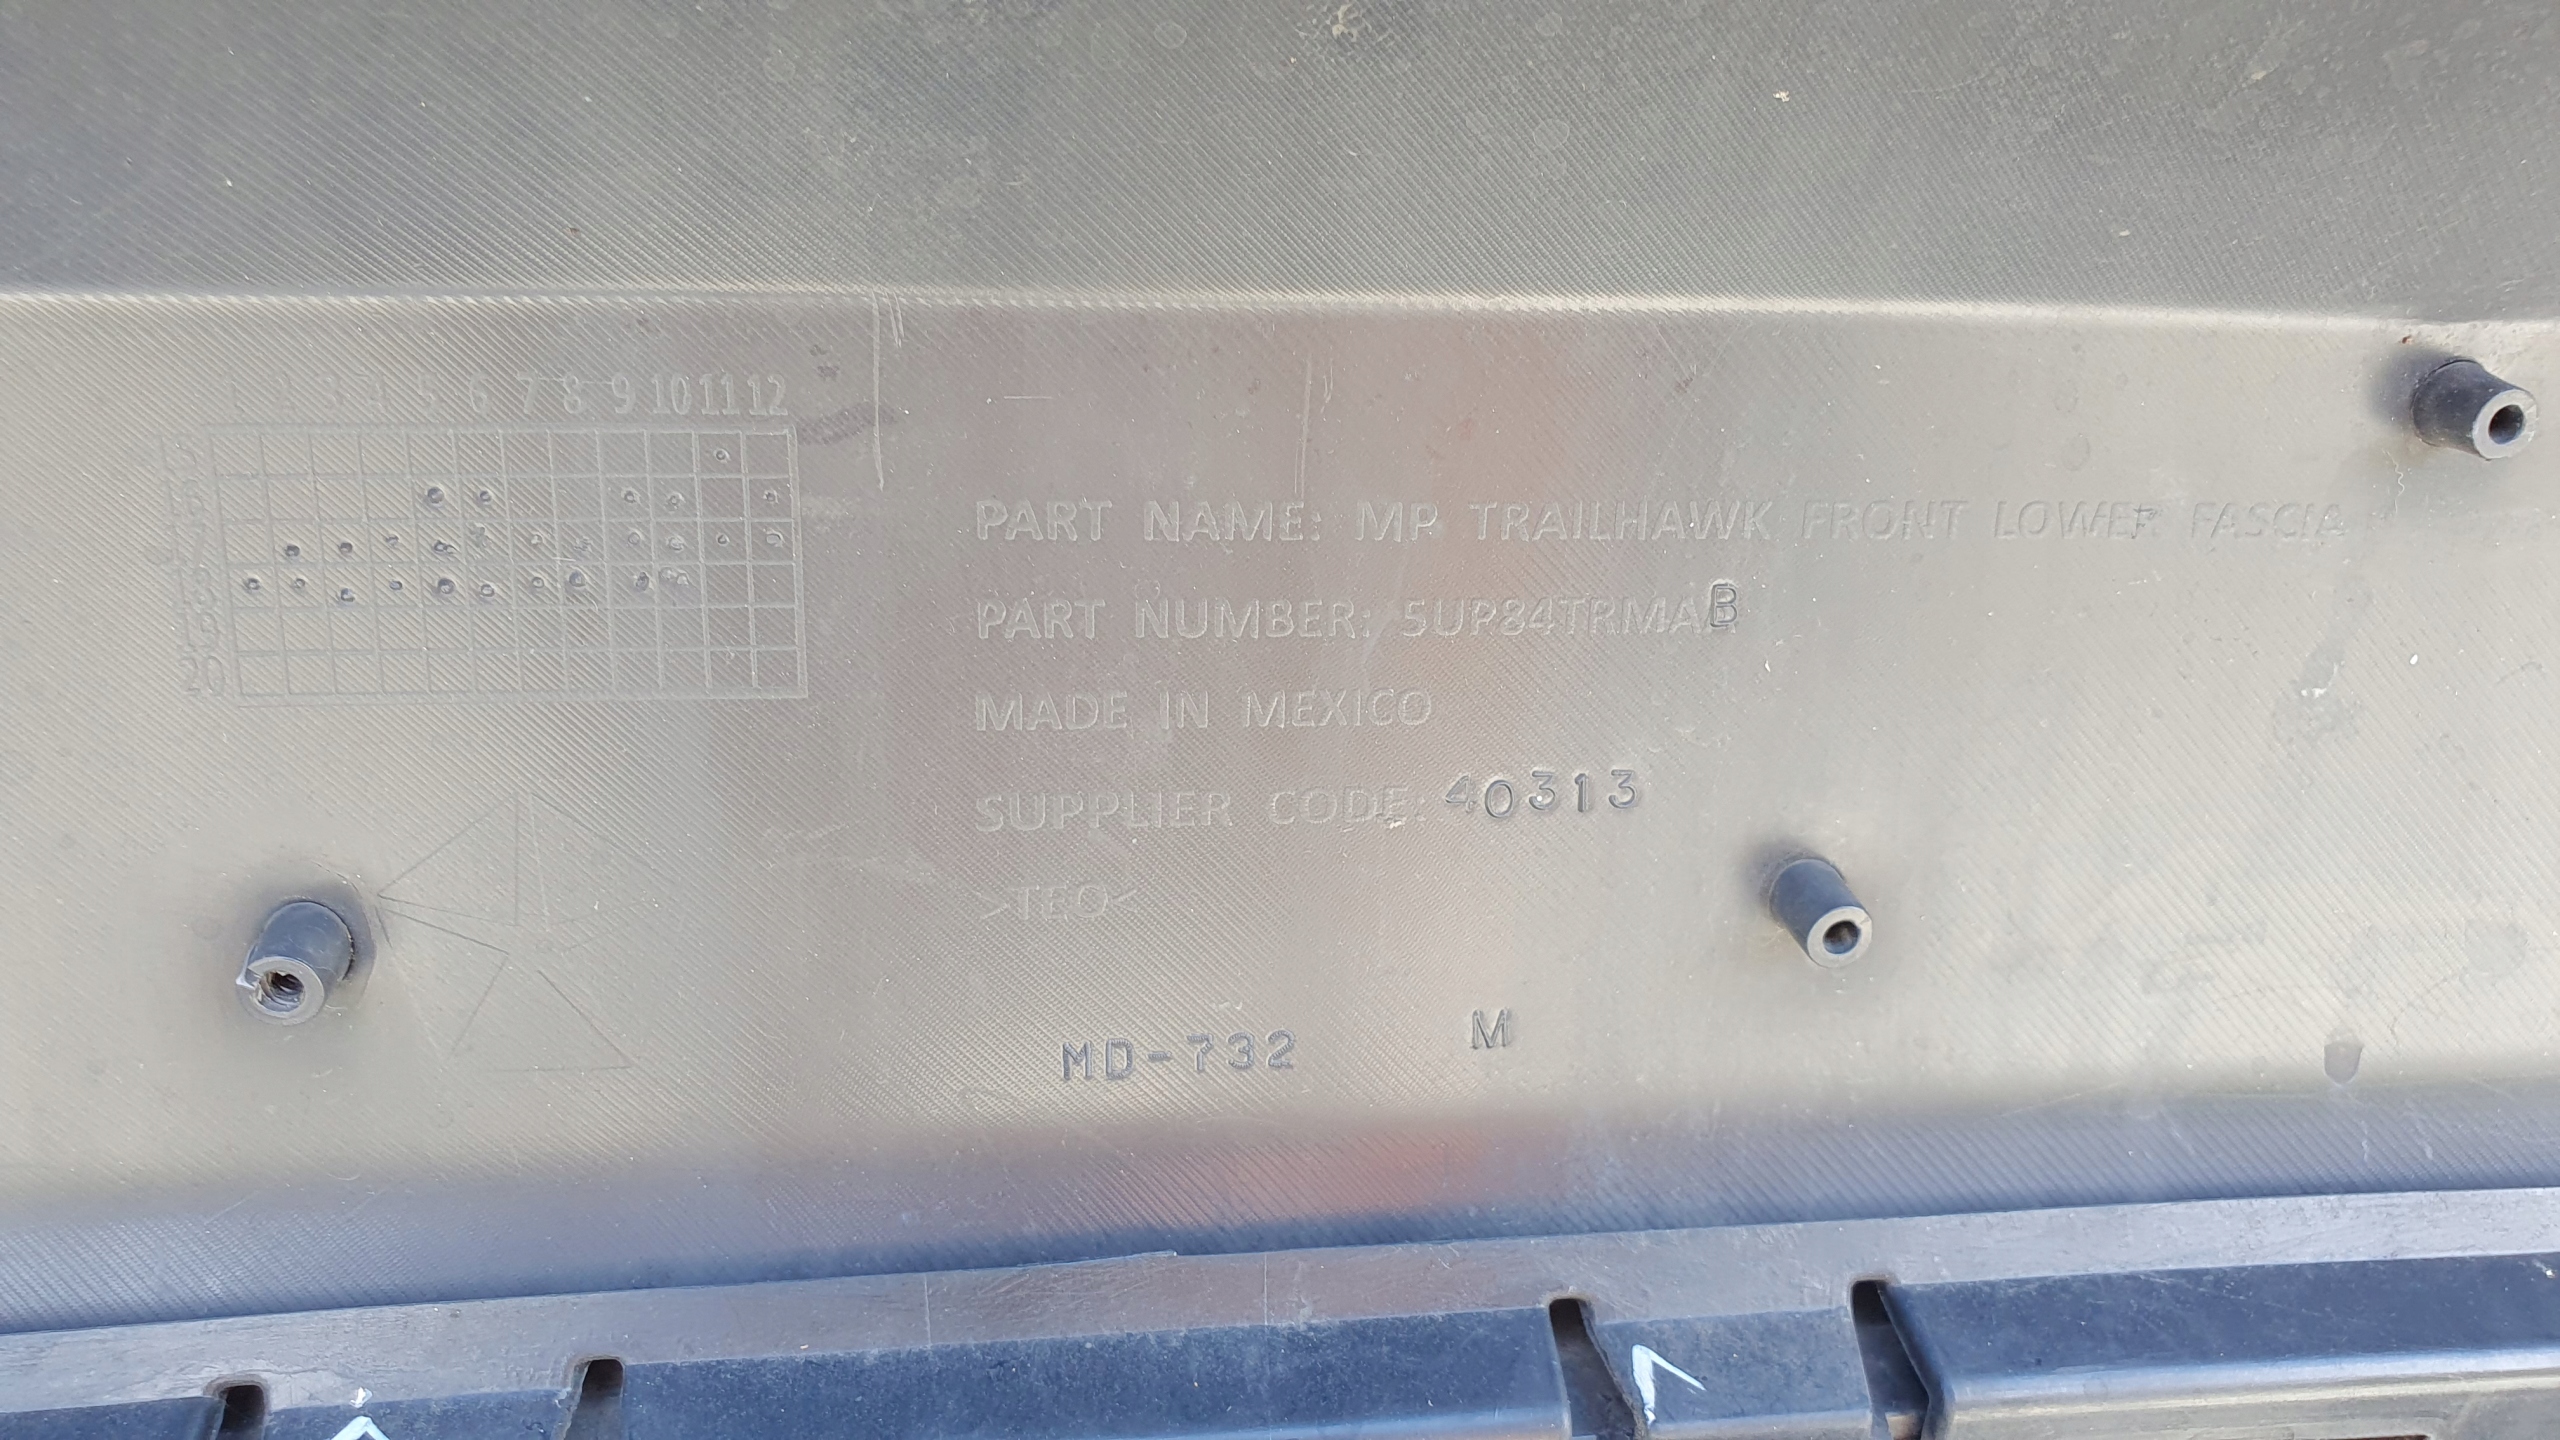 1 2 3 4 5 6 7 8 9 10 11 12
15
16
17
18
19
20
PART NAME: MP TRAILHAWK FRONT LOWER FASCIA
PART NUMBER: 5UP84TRMAB
MADE IN MEXICO
SUPPLIER CODE: 40313
>TEO<
MD-732 M